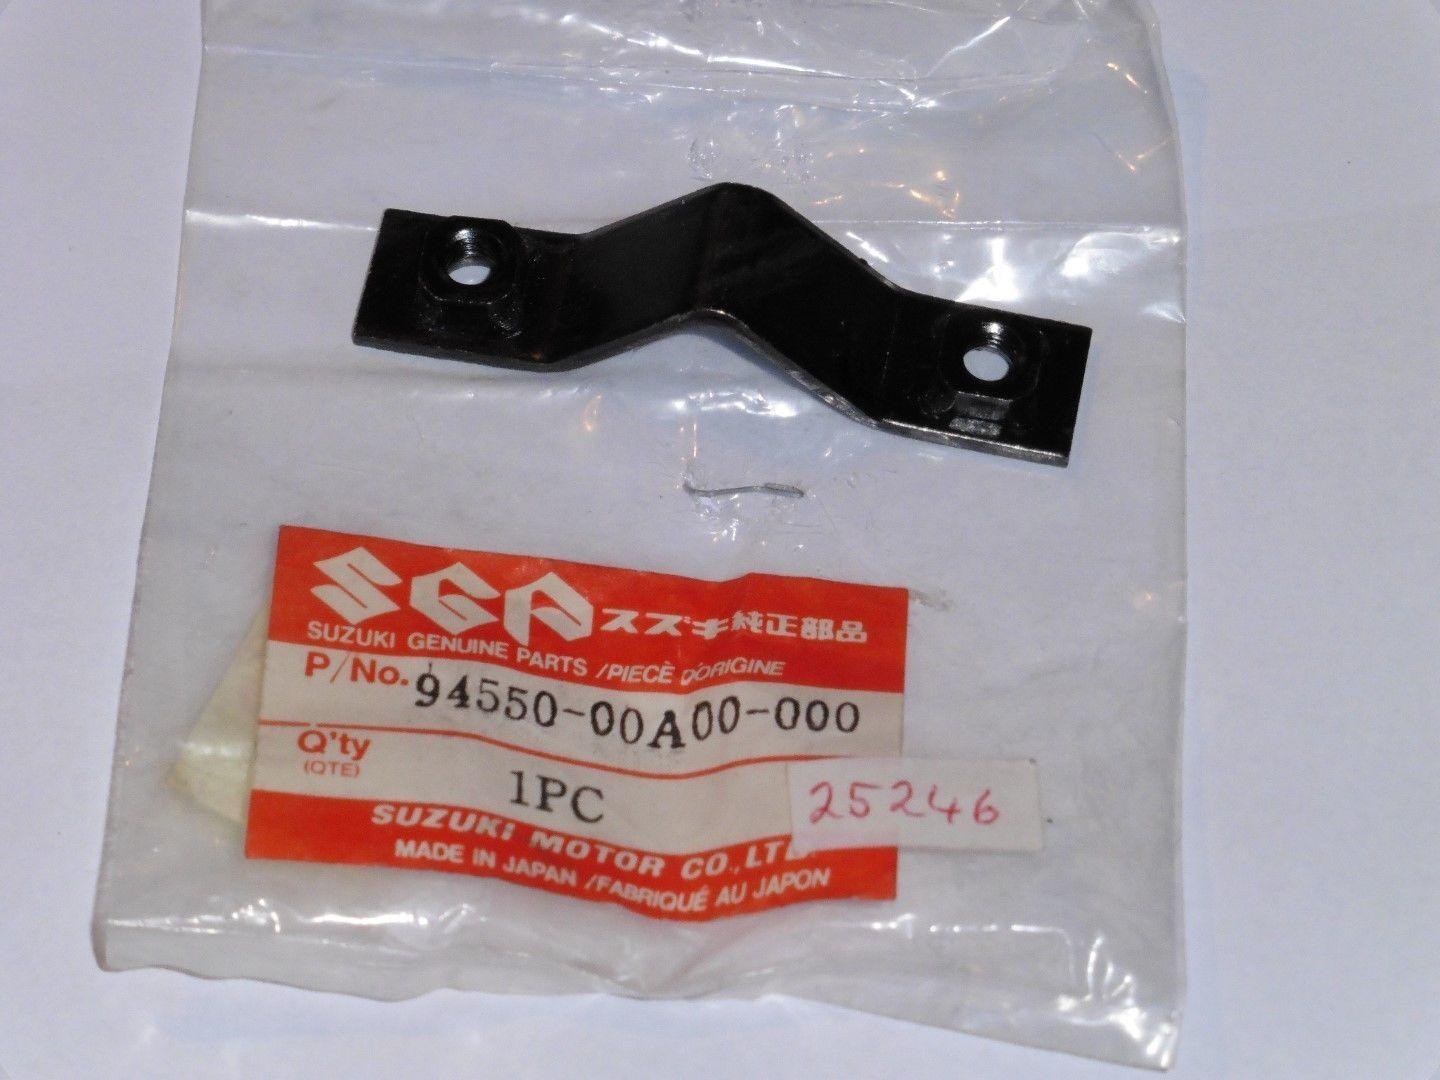 SGP スズキ純正部品
SUZUKI GENUINE PARTS /PIECÈ D'ORIGINE
P/No. 94550-00A00-000
Q'ty
(QTE)
1PC
25246
SUZUKI MOTOR CO.,LTD.
MADE IN JAPAN /FABRIQUÉ AU JAPON